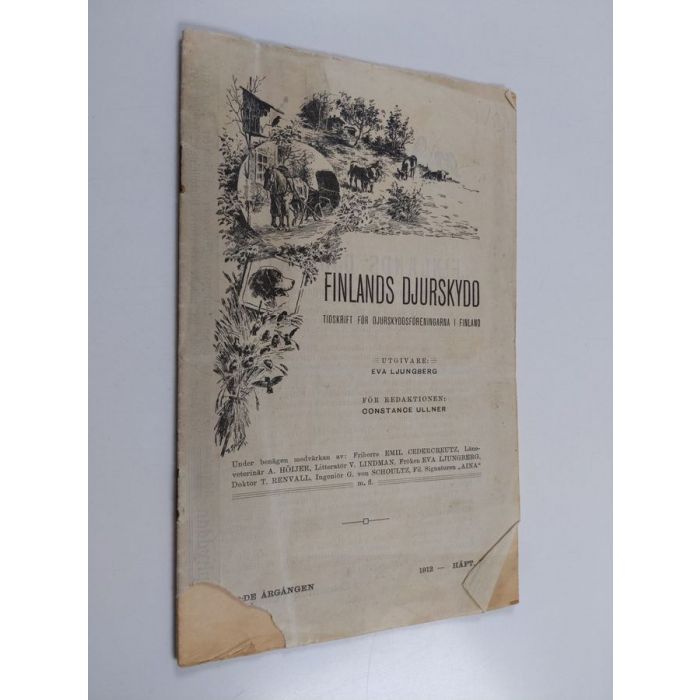 FINLANDS DJURSKYDD
TIDSKRIFT FÖR DJURSKYDDSFÖRENINGARNA I FINLAND
UTGIVARE:
EVA LJUNGBERG
FÖR REDAKTIONEN:
CONSTANCE ULLNER
Under benägen medvärkan av: Friherre EMIL CEDERCREUTZ, Läns-
veterinär A. HÖIJER, Litteratör V. LINDMAN, Fröken EVA LJUNGBERG,
Doktor T. RENVALL, Ingeniör G. von SCHOULTZ, Fil. Signaturen „AINA"
m. fl.
:DE ÅRGÅNGEN 1912 — HÄFT.